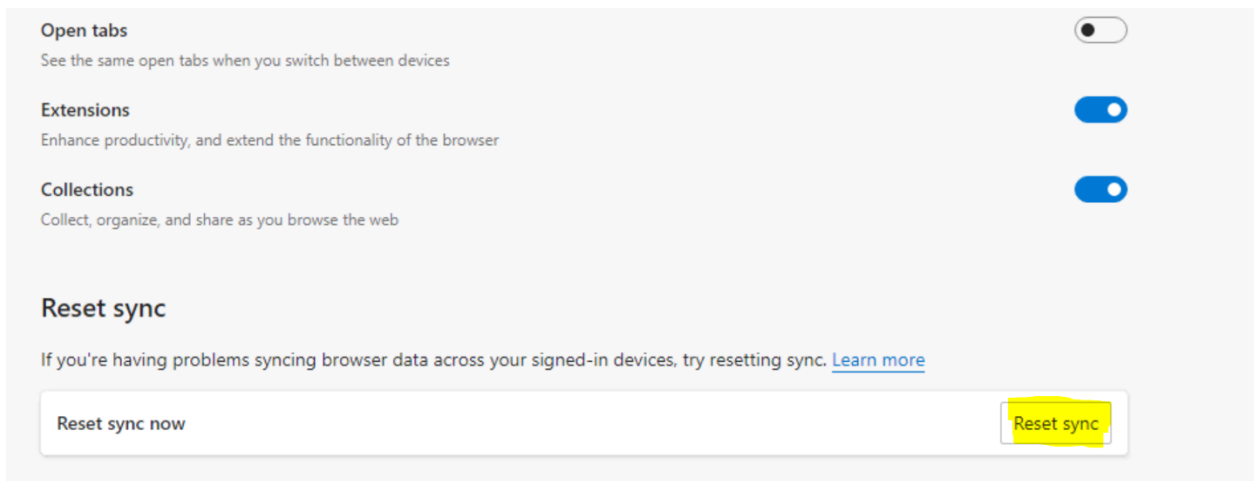 Open tabs
See the same open tabs when you switch between devices
Extensions
Enhance productivity, and extend the functionality of the browser
Collections
Collect, organize, and share as you browse the web
Reset sync
If you're having problems syncing browser data across your signed-in devices, try resetting sync. Learn more
Reset sync now
Reset sync